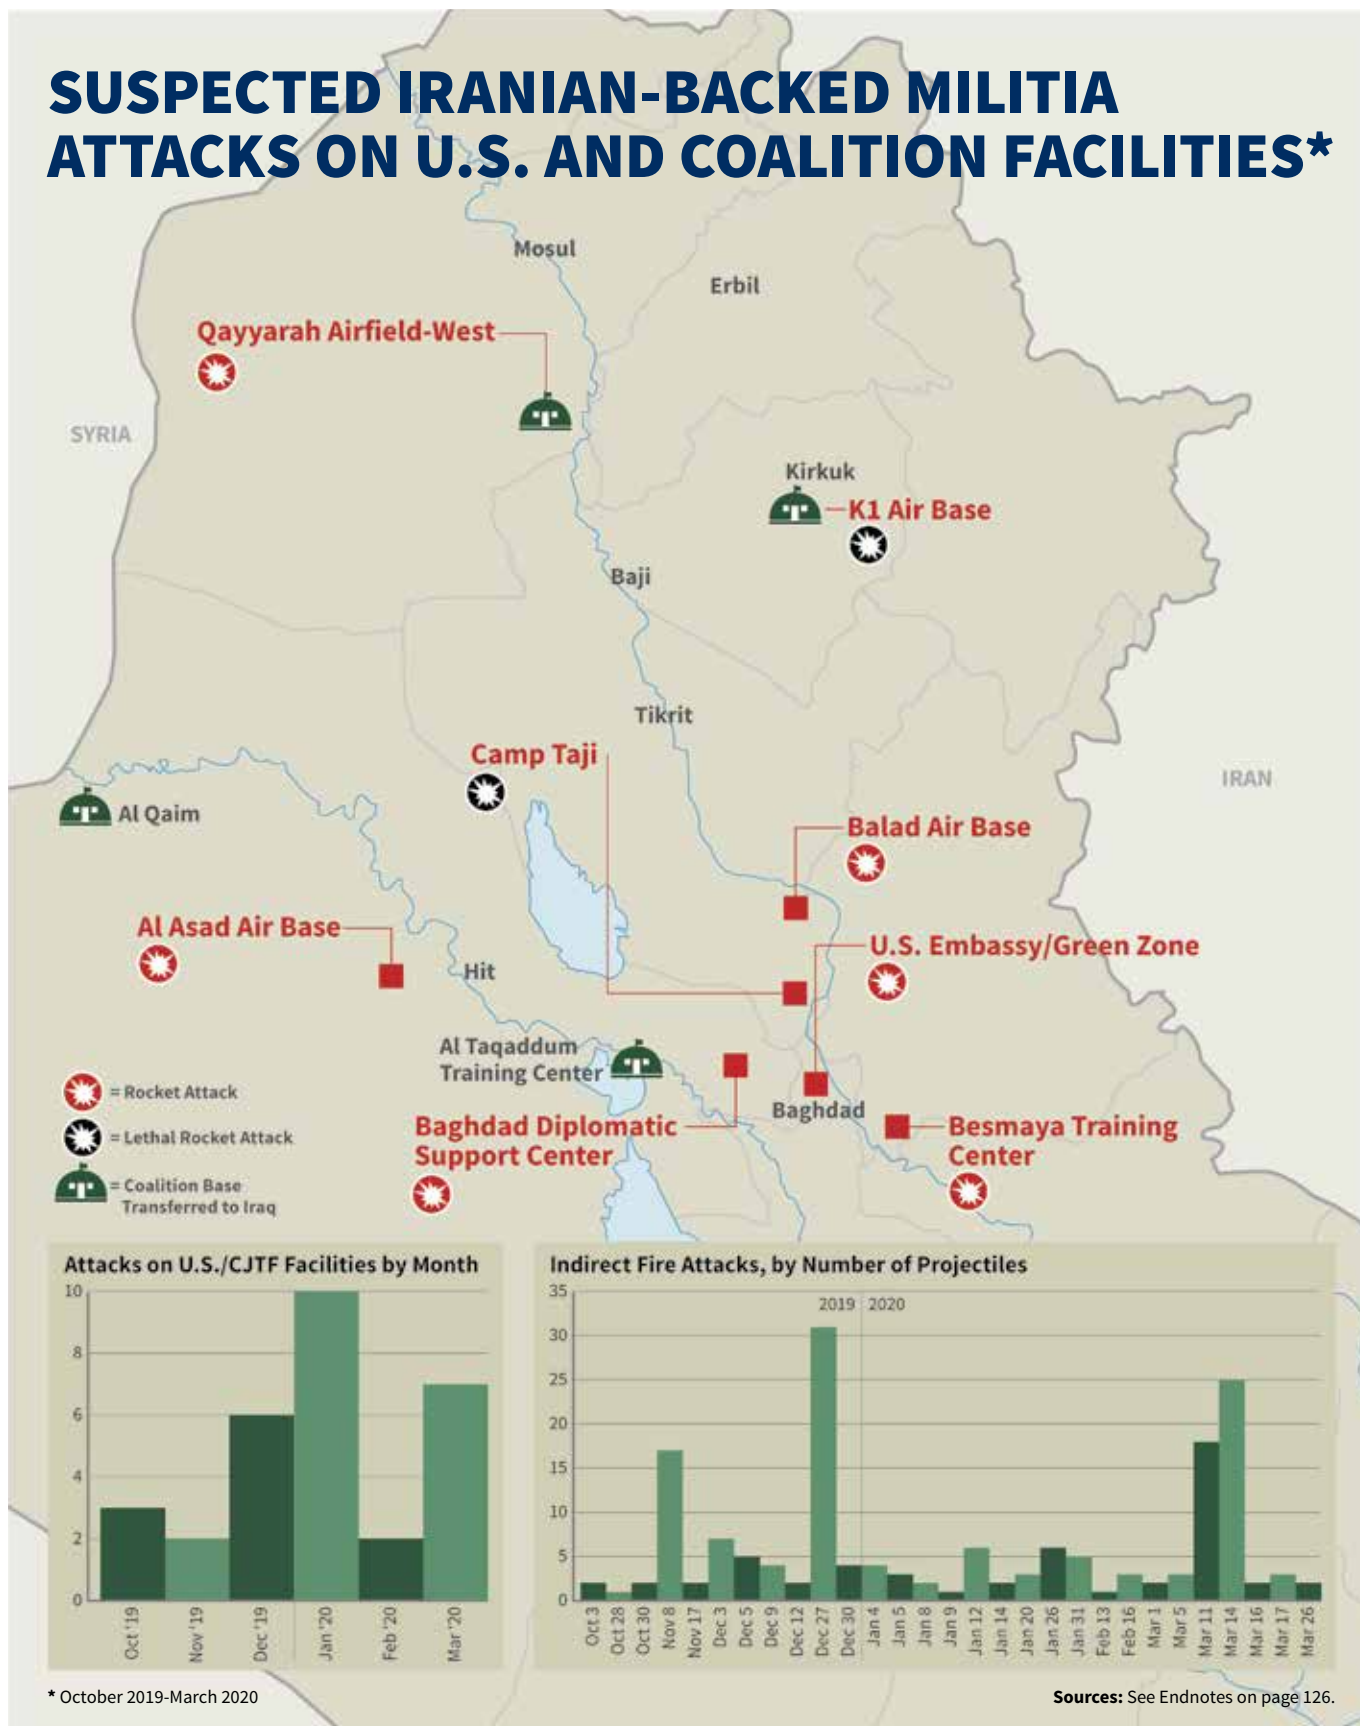 SUSPECTED IRANIAN-BACKED MILITIA
ATTACKS ON U.S. AND COALITION FACILITIES*
Mosul
Erbil
Qayyarah Airfield-West
SYRIA
Kirkuk
K1 Air Base
Baji
Tikrit
Camp Taji
IRAN
Al Qaim
Balad Air Base
Al Asad Air Base
U.S. Embassy/Green Zone
Hit
Al Taqaddum
Training Center
= Rocket Attack
Baghdad
= Lethal Rocket Attack
Baghdad Diplomatic
Support Center
Besmaya Training
Center
= Coalition Base
Transferred to Iraq
Attacks on U.S./CJTF Facilities by Month
10
8
6
4
2
0
Oct '19
Nov '19
Dec '19
Jan '20
Feb '20
Mar '20
Indirect Fire Attacks, by Number of Projectiles
35
2019 2020
30
25
20
15
10
5
0
Oct 3
Oct 28
Oct 30
Nov 8
Nov 17
Dec 3
Dec 5
Dec 9
Dec 12
Dec 27
Dec 30
Jan 4
Jan 5
Jan 8
Jan 9
Jan 12
Jan 14
Jan 20
Jan 26
Jan 31
Feb 13
Feb 16
Mar 1
Mar 5
Mar 11
Mar 14
Mar 16
Mar 17
Mar 26
* October 2019-March 2020
Sources: See Endnotes on page 126.